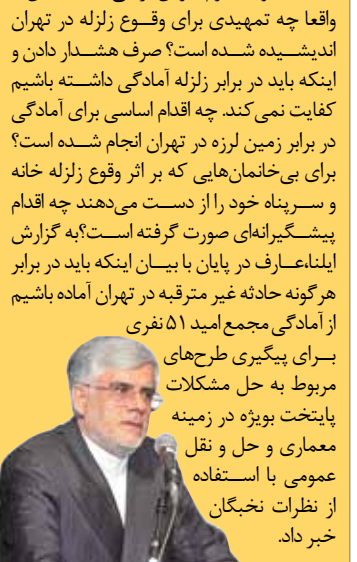 واقعا چه تمهیدی برای وقوع زلزله در تهران
اندیشیده شده است؟ صرف هشدار دادن و
اینکه باید در برابر زلزله آمادگی داشته باشیم
کفایت نمی‌کند. چه اقدام اساسی برای آمادگی
در برابر زمین لرزه در تهران انجام شده است؟
برای بی‌خانمان‌هایی که بر اثر وقوع زلزله خانه
و سرپناه خود را از دست می‌دهند چه اقدام
پیشگیرانه‌ای صورت گرفته است؟به گزارش
ایلنا،عارف در پایان با بیان اینکه باید در برابر
هرگونه حادثه غیر مترقبه در تهران آماده باشیم
از آمادگی مجمع امید ۵۱ نفری
برای پیگیری طرح‌های
مربوط به حل مشکلات
پایتخت بویژه در زمینه
معماری و حل و نقل
عمومی با استفاده
از نظرات نخبگان
خبر داد.